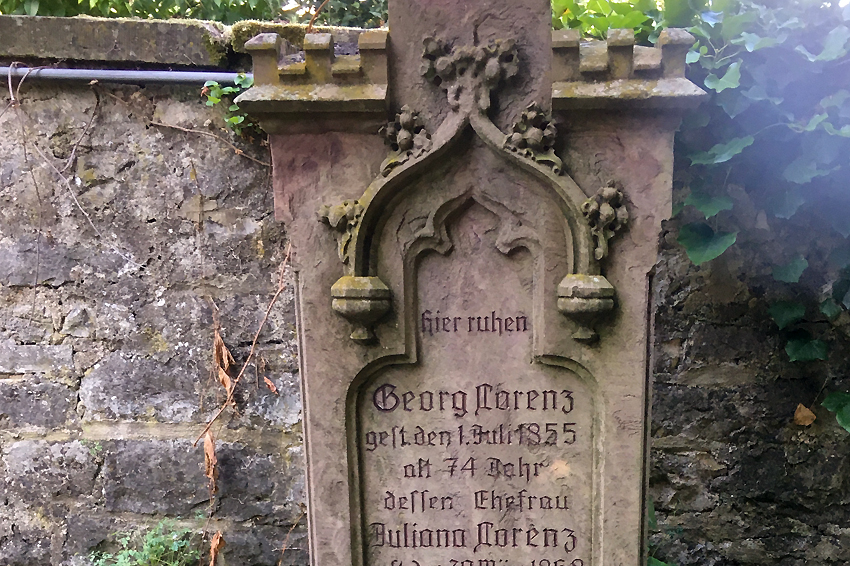 hier ruhen
Georg Lorenz
gest. den 1. Juli 1855
alt 74 Jahr
dessen Ehefrau
Juliana Lorenz